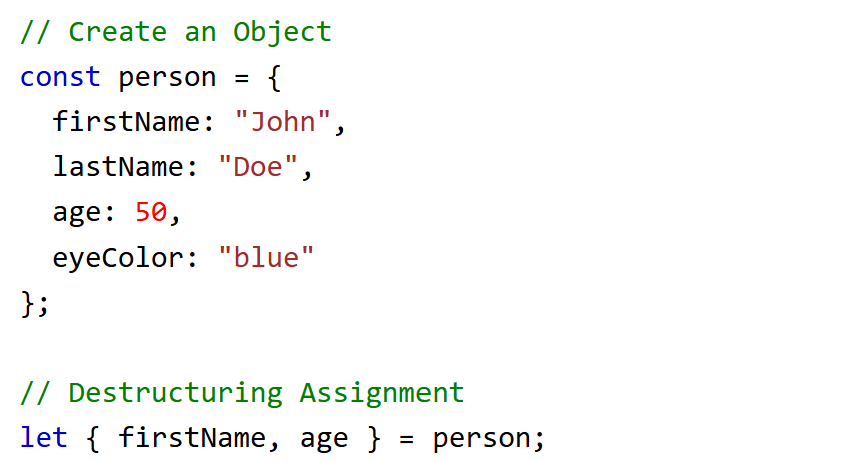 // Create an Object
const person = {
  firstName: "John",
  lastName: "Doe",
  age: 50,
  eyeColor: "blue"
};

// Destructuring Assignment
let { firstName, age } = person;